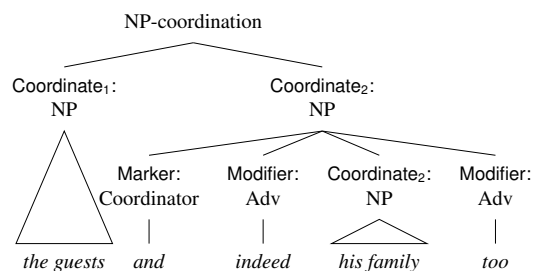 NP-coordination
Coordinate₁: Coordinate₂:
NP NP
Marker: Modifier: Coordinate₂: Modifier:
Coordinator Adv NP Adv
the guests and indeed his family too